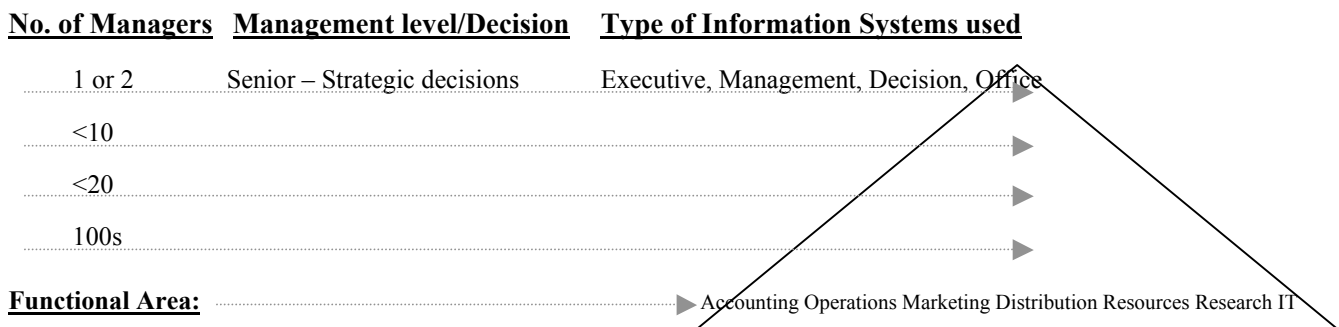 No. of Managers Management level/Decision Type of Information Systems used
1 or 2 Senior – Strategic decisions Executive, Management, Decision, Office
<10
<20
100s
Functional Area: Accounting Operations Marketing Distribution Resources Research IT